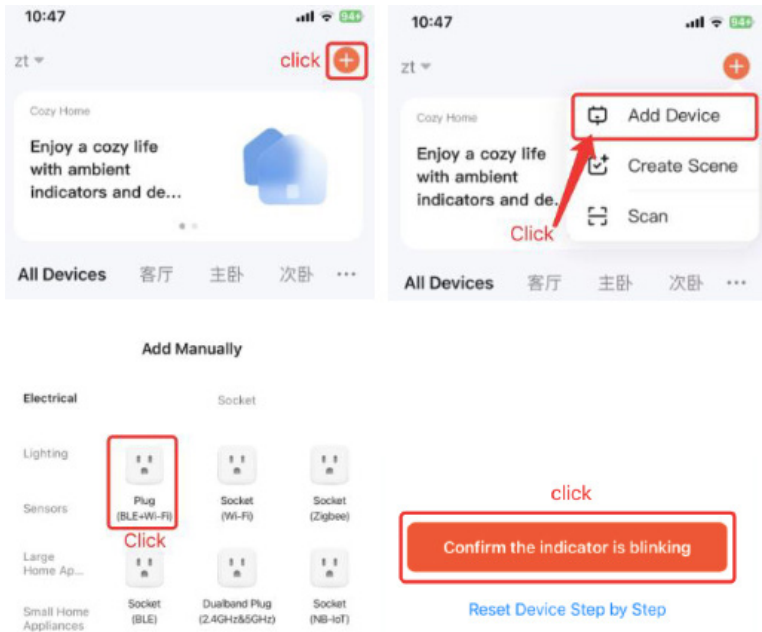 10:47
94+
zt
click
Cozy Home
Enjoy a cozy life
with ambient
indicators and de...
All Devices 客厅 主卧 次卧 ...
10:47
94+
zt
Add Device
Cozy Home
Enjoy a cozy life
with ambient
indicators and de.
Create Scene
Scan
Click
All Devices 客厅 主卧 次卧 ...
Add Manually
Electrical
Socket
Lighting
Sensors
Large
Home Ap...
Small Home
Appliances
Plug
(BLE+Wi-Fi)
Socket
(Wi-Fi)
Socket
(Zigbee)
Click
Socket
(BLE)
Dualband Plug
(2.4GHz&5GHz)
Socket
(NB-IoT)
click
Confirm the indicator is blinking
Reset Device Step by Step